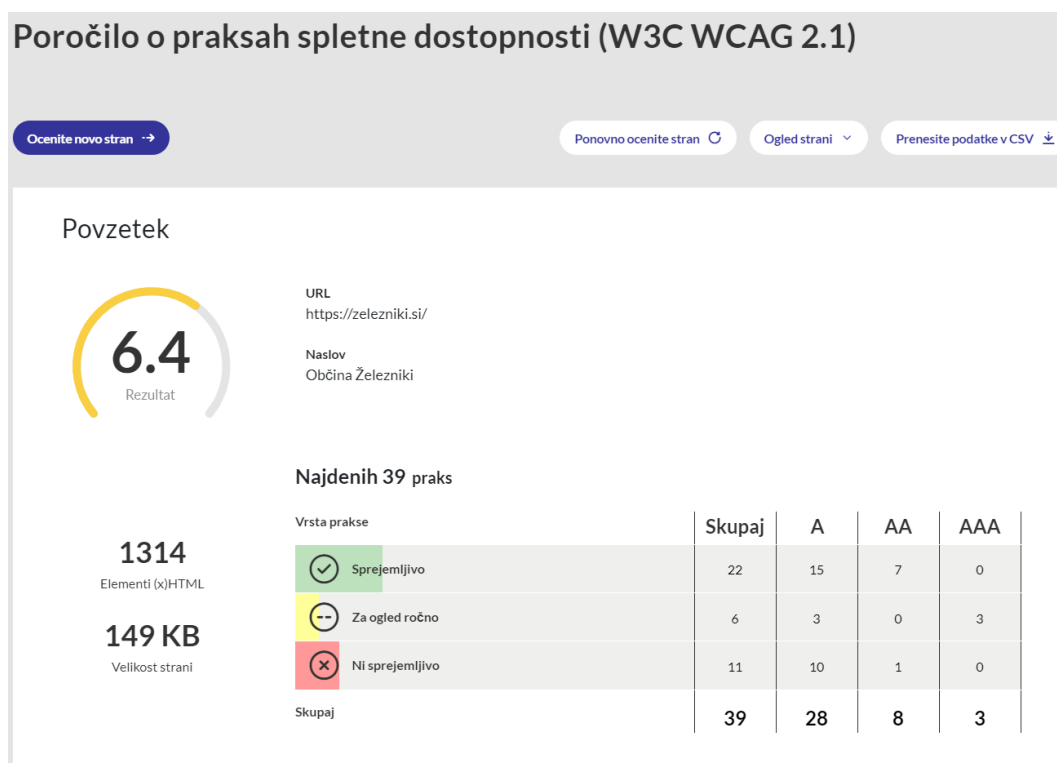 Poročilo o praksah spletne dostopnosti (W3C WCAG 2.1)
Ocenite novo stran
Ponovno ocenite stran
Ogled strani
Prenesite podatke v CSV
Povzetek
6.4
Rezultat
URL
https://zelezniki.si/
Naslov
Občina Železniki
Najdenih 39 praks
1314
Elementi (x)HTML
149 KB
Velikost strani
Vrsta prakse Skupaj A AA AAA
Sprejemljivo 22 15 7 0
Za ogled ročno 6 3 0 3
Ni sprejemljivo 11 10 1 0
Skupaj 39 28 8 3